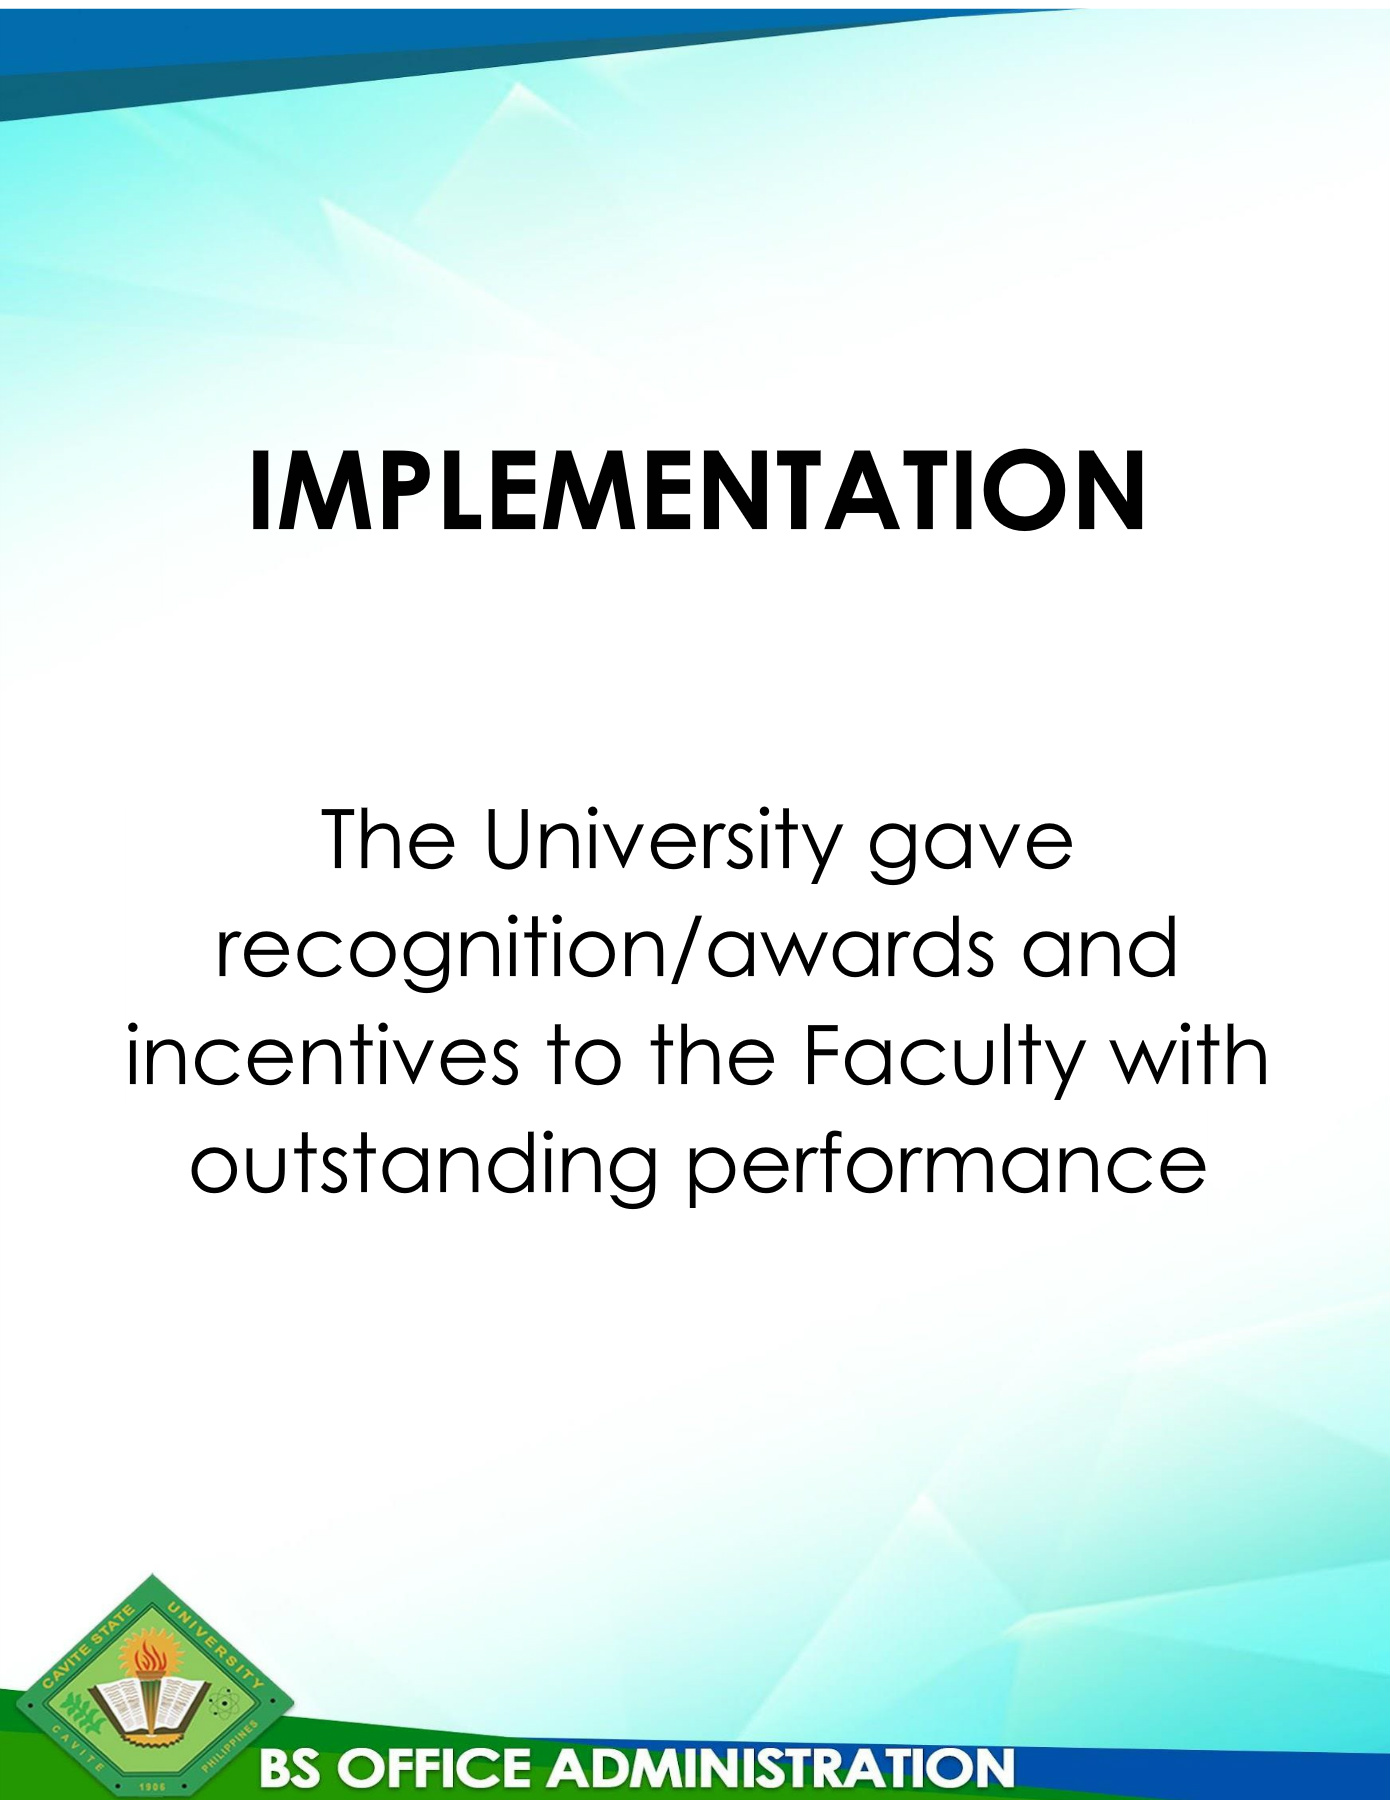 IMPLEMENTATION
The University gave
recognition/awards and
incentives to the Faculty with
outstanding performance
CAVITE STATE UNIVERSITY
CAVITE 1906 PHILIPPINES
BS OFFICE ADMINISTRATION